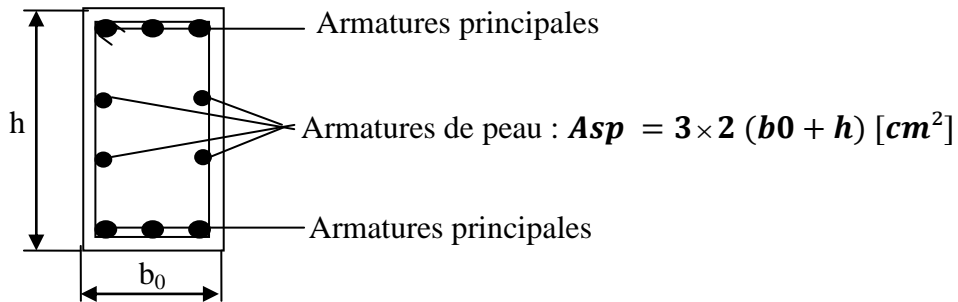 Armatures principales
h
Armatures de peau : Asp = 3 × 2 (b0 + h) [cm²]
Armatures principales
b₀